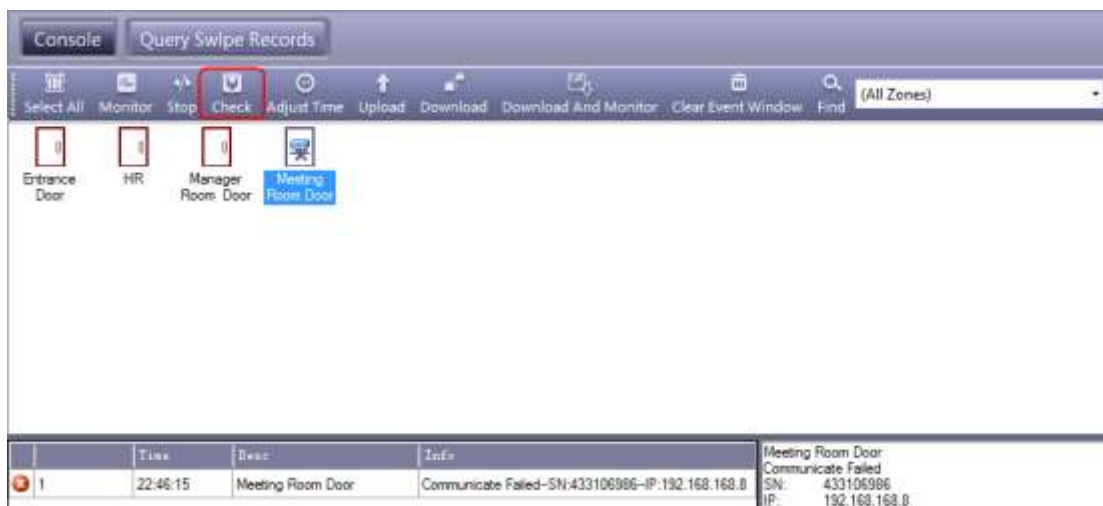 Console Query Swipe Records
Select All Monitor Stop Check Adjust Time Upload Download Download And Monitor Clear Event Window Find (All Zones)
Entrance Door
HR
Manager Room Door
Meeting Room Door
Time Desc Info
1 22:46:15 Meeting Room Door Communicate Failed--SN:433106986--IP:192.168.168.8
Meeting Room Door
Communicate Failed
SN: 433106986
IP: 192.168.168.8